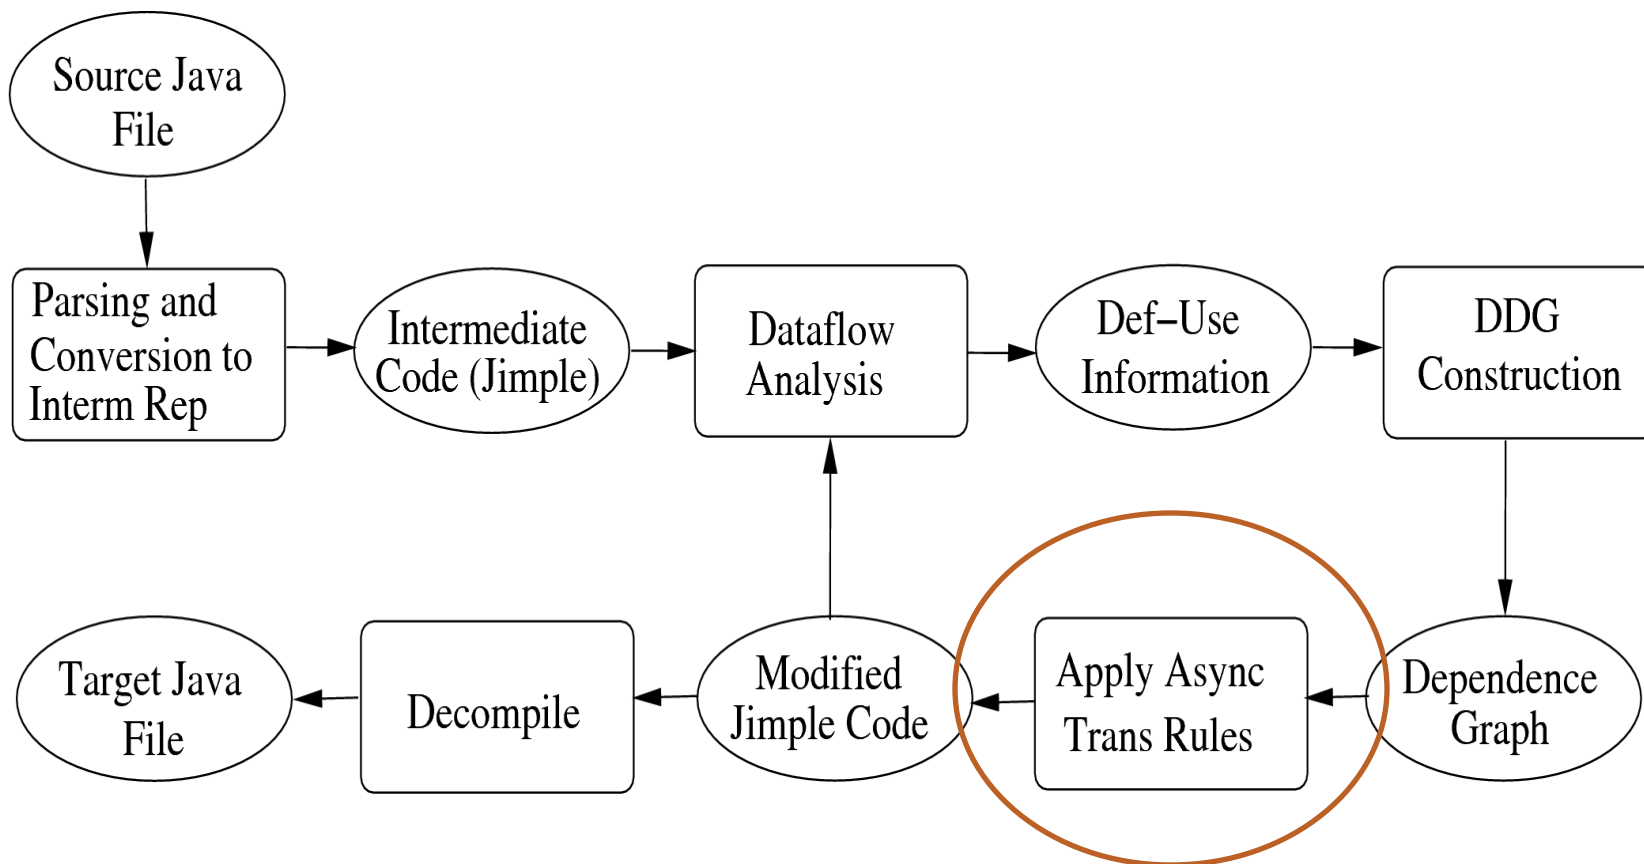 Source Java
File
Parsing and
Conversion to
Interm Rep
Intermediate
Code (Jimple)
Dataflow
Analysis
Def–Use
Information
DDG
Construction
Target Java
File
Decompile
Modified
Jimple Code
Apply Async
Trans Rules
Dependence
Graph